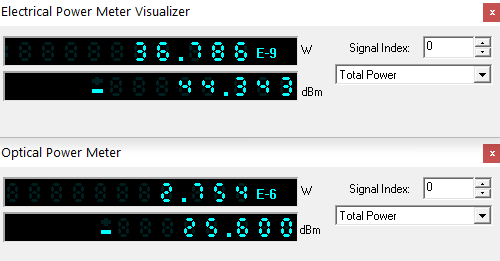 Electrical Power Meter Visualizer x
36.786 E-9 W Signal Index: 0
-44.343 dBm Total Power
Optical Power Meter x
2.754 E-6 W Signal Index: 0
-25.600 dBm Total Power